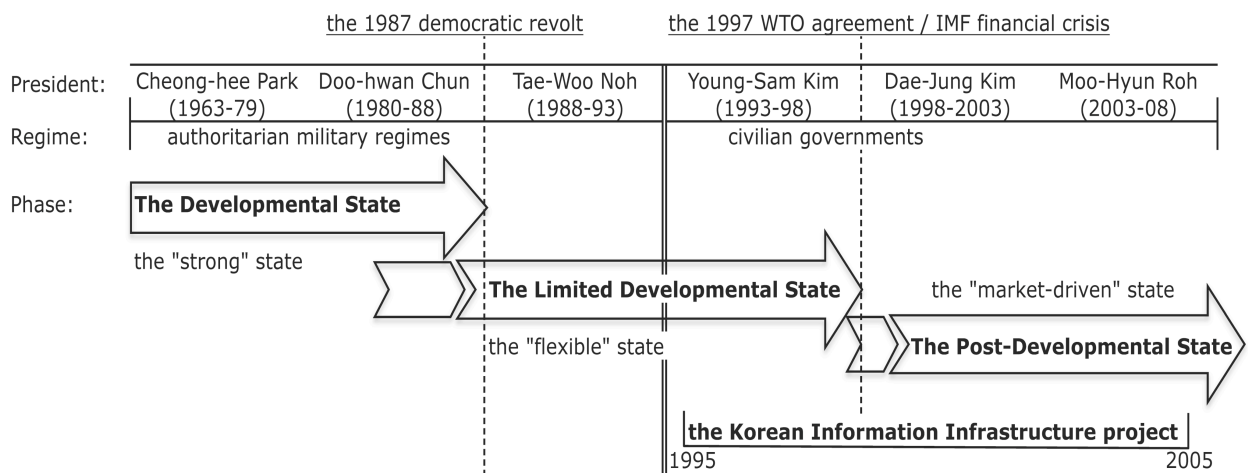 the 1987 democratic revolt
the 1997 WTO agreement / IMF financial crisis
President: Cheong-hee Park Doo-hwan Chun Tae-Woo Noh Young-Sam Kim Dae-Jung Kim Moo-Hyun Roh
(1963-79) (1980-88) (1988-93) (1993-98) (1998-2003) (2003-08)
Regime: authoritarian military regimes civilian governments
Phase: The Developmental State
the "strong" state
The Limited Developmental State
the "market-driven" state
the "flexible" state
The Post-Developmental State
the Korean Information Infrastructure project
1995 2005